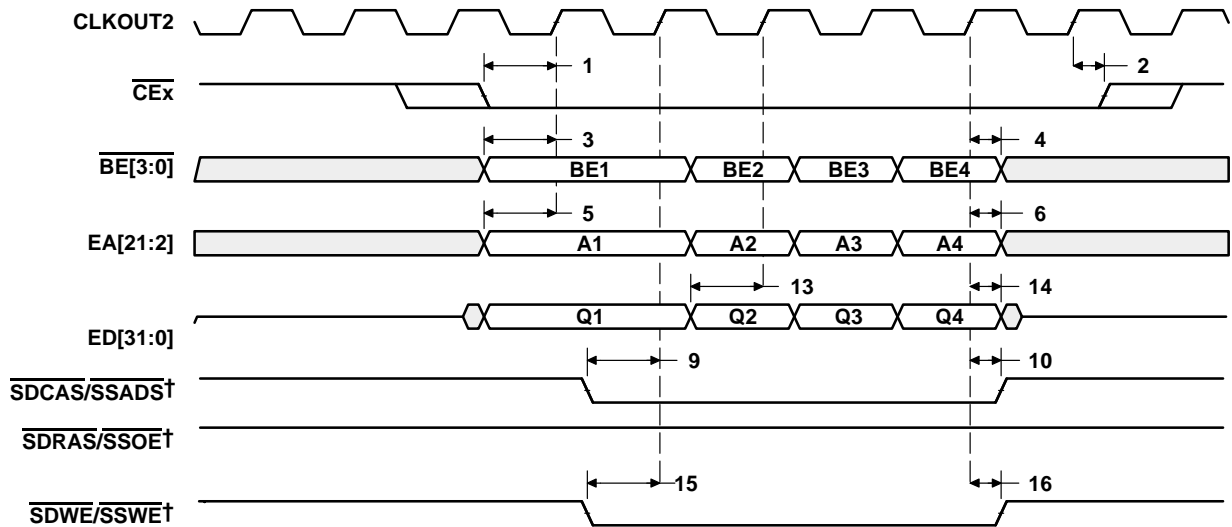 CLKOUT2
1 2
CEx
3 4
BE[3:0] BE1 BE2 BE3 BE4
5 6
EA[21:2] A1 A2 A3 A4
13 14
ED[31:0] Q1 Q2 Q3 Q4
9 10
SDCAS/SSADS†
SDRAS/SSOE†
15 16
SDWE/SSWE†